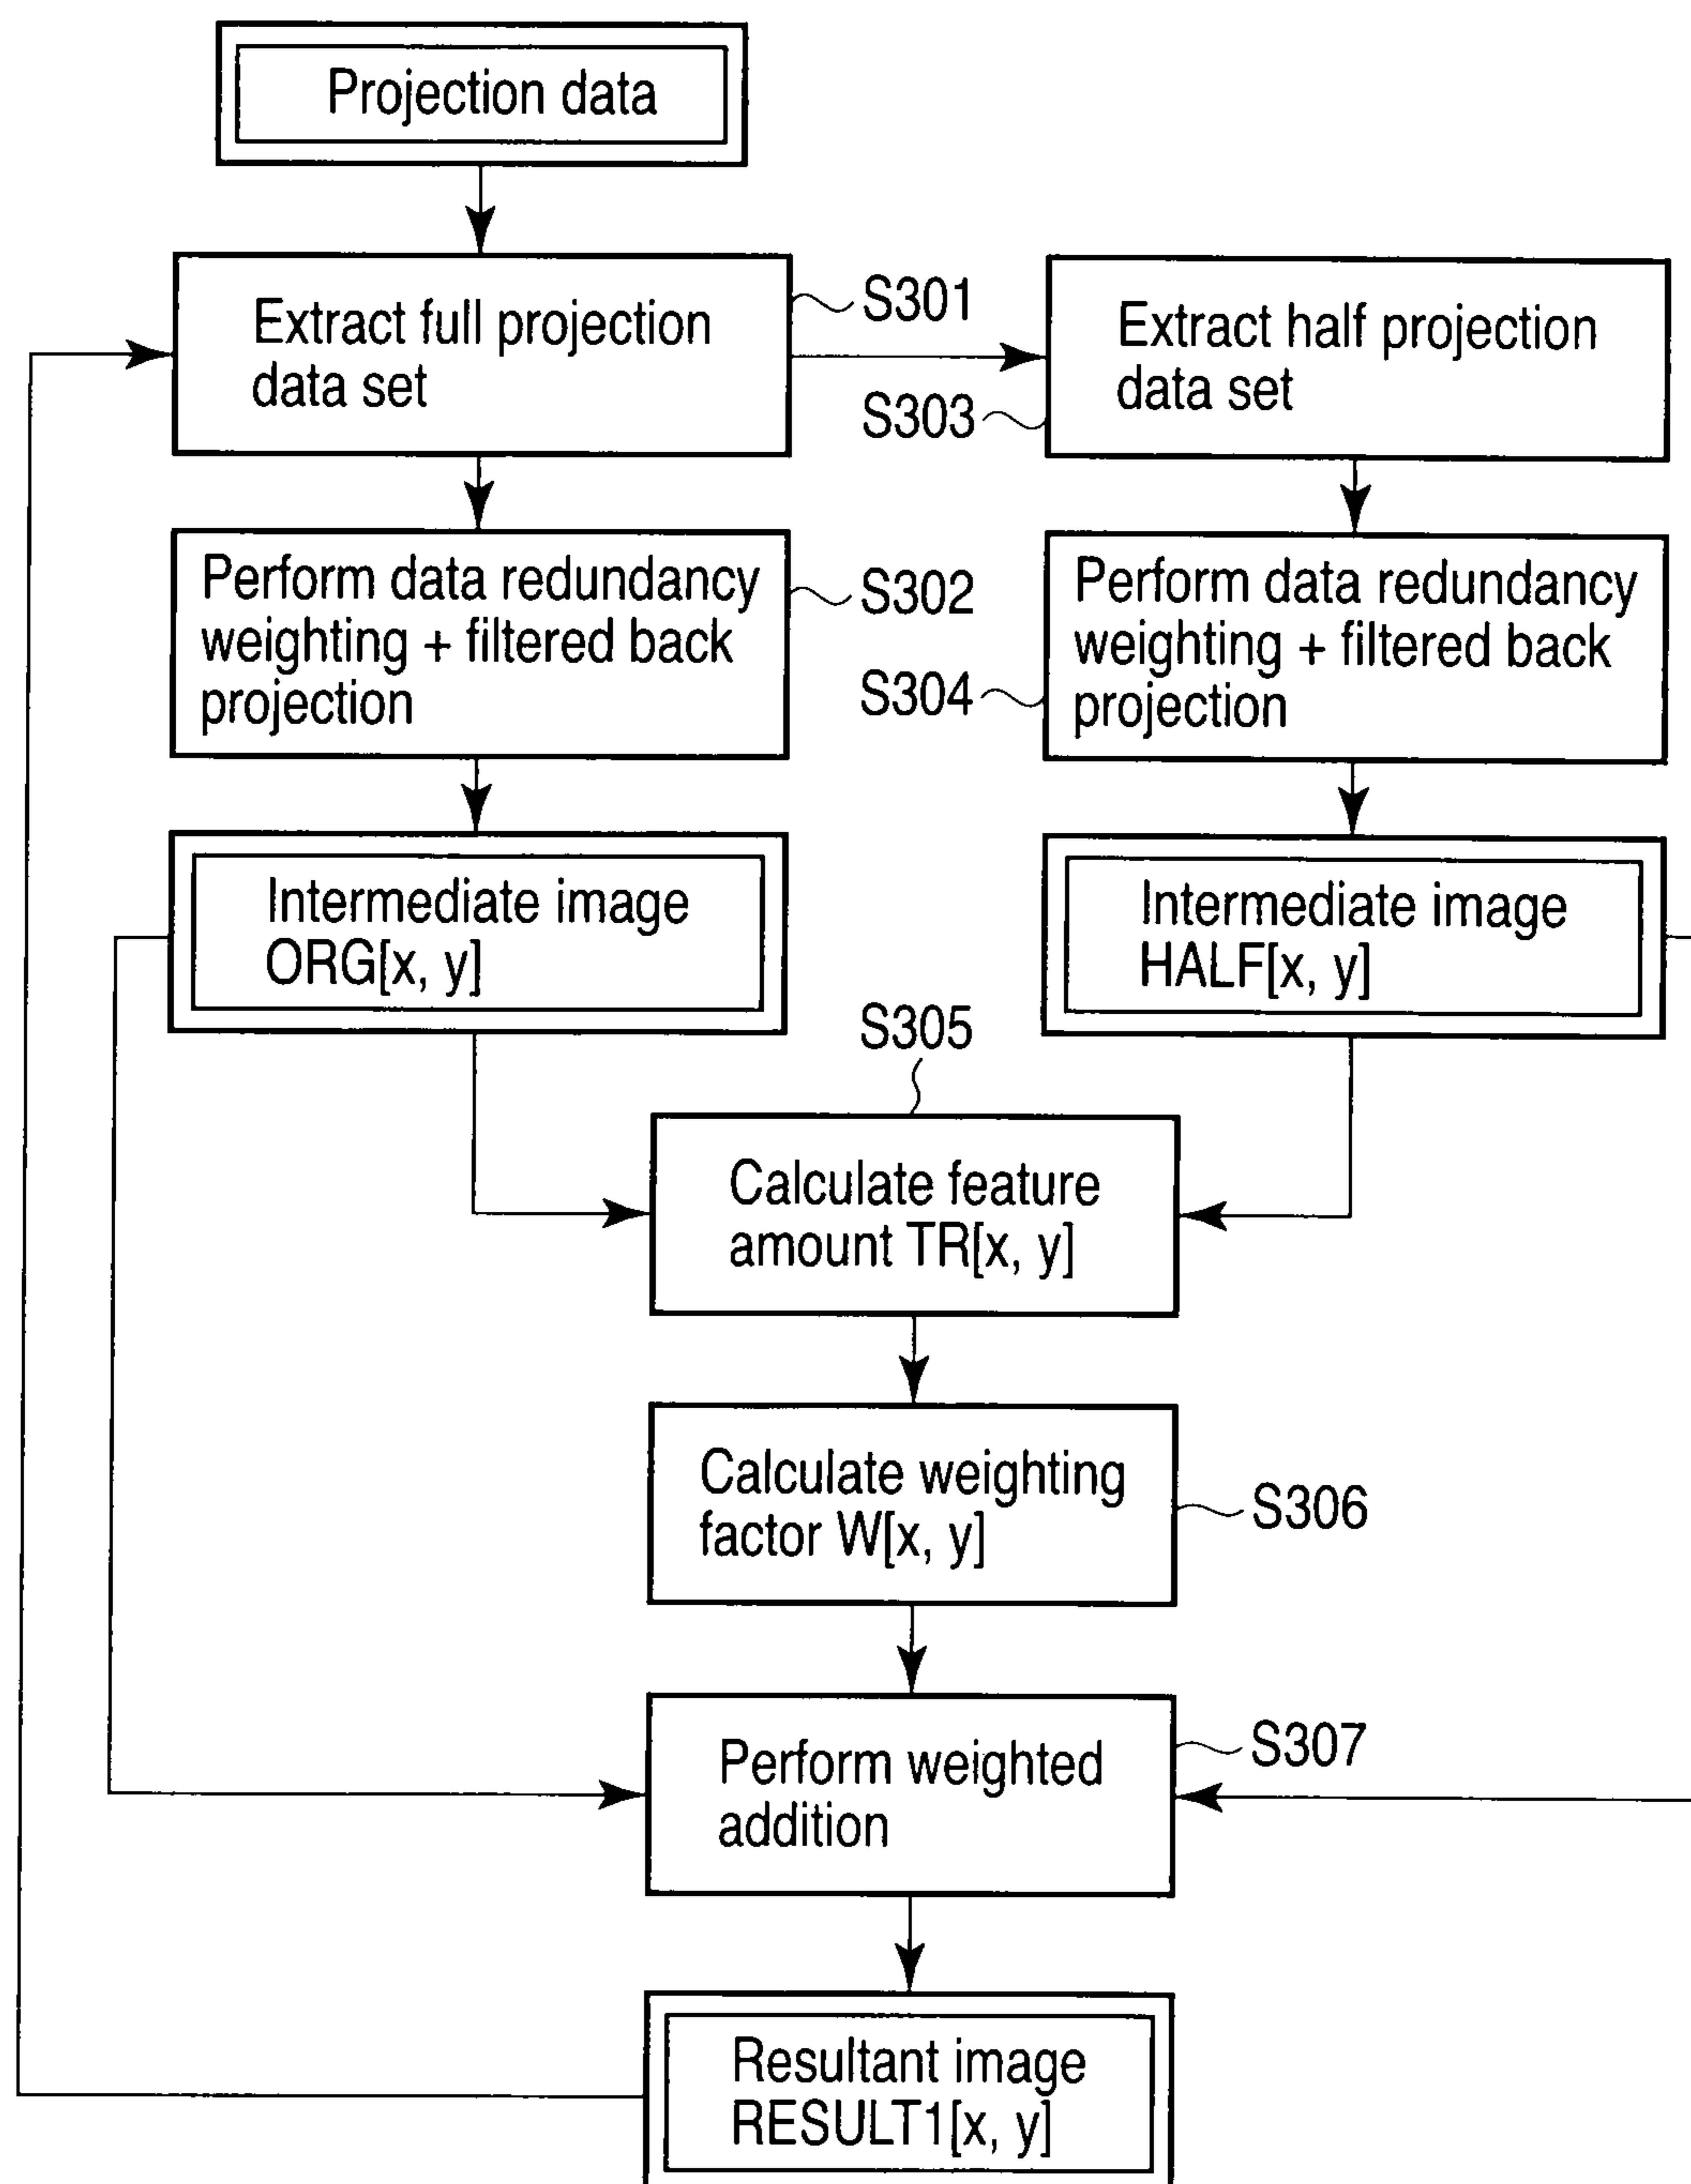 Projection data
Extract full projection
data set
S301
Extract half projection
data set
S303
Perform data redundancy
weighting + filtered back
projection
S302
Perform data redundancy
weighting + filtered back
projection
S304
Intermediate image
ORG[x, y]
Intermediate image
HALF[x, y]
S305
Calculate feature
amount TR[x, y]
Calculate weighting
factor W[x, y]
S306
Perform weighted
addition
S307
Resultant image
RESULT1[x, y]